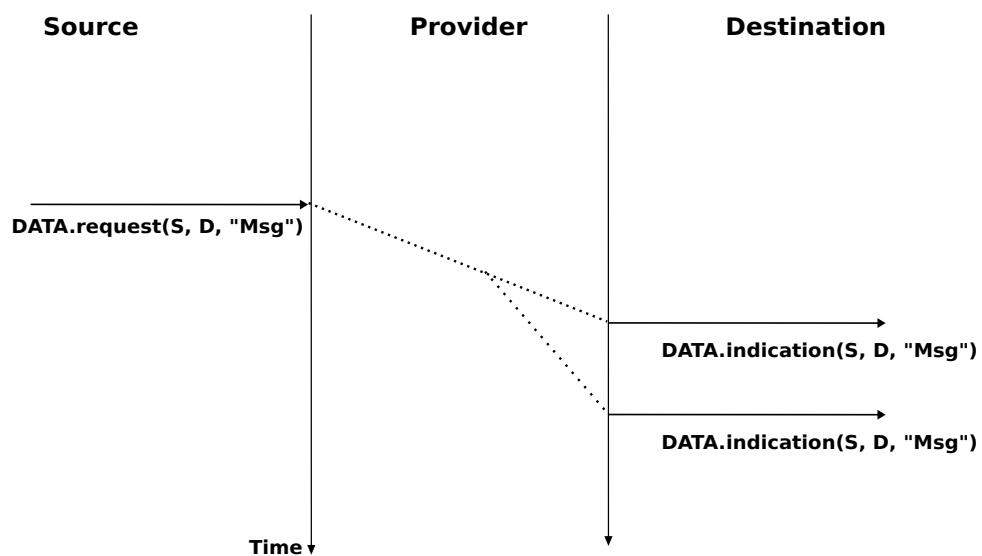 Source
Provider
Destination
DATA.request(S, D, "Msg")
DATA.indication(S, D, "Msg")
DATA.indication(S, D, "Msg")
Time